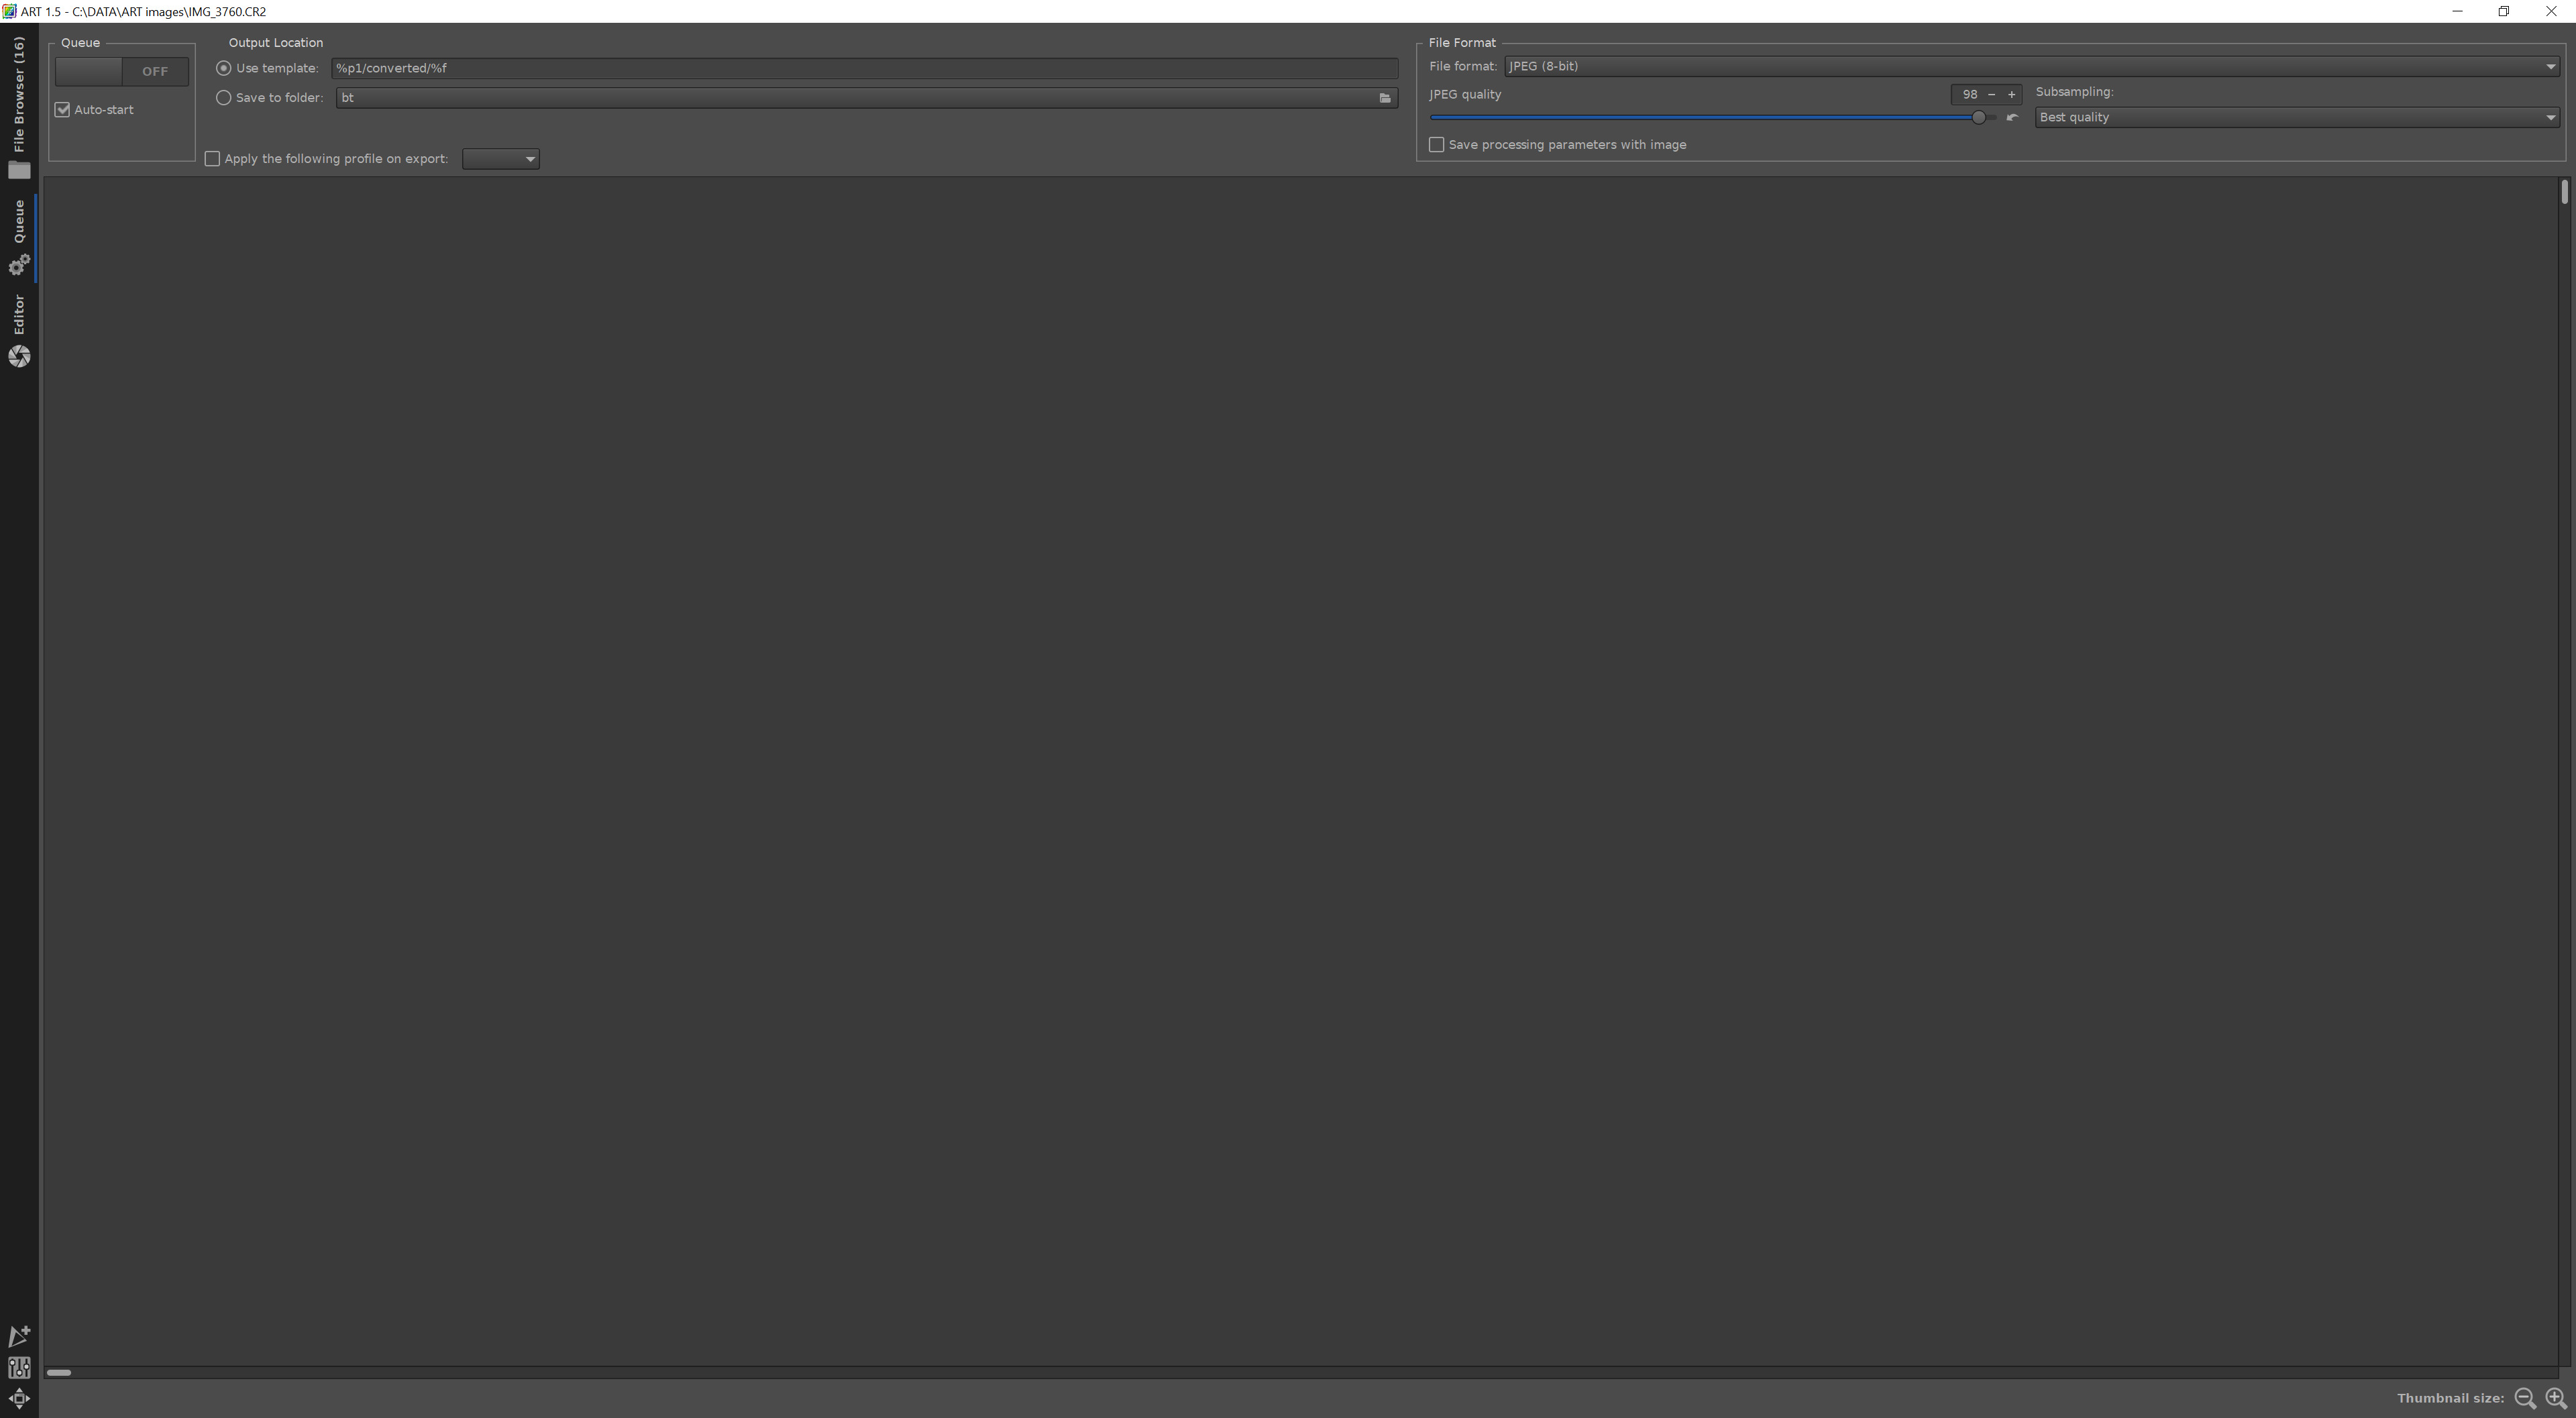 ART 1.5 - C:\DATA\ART images\IMG_3760.CR2
File Browser (16)
Queue
Editor
Queue
OFF
Auto-start
Output Location
Use template: %p1/converted/%f
Save to folder: bt
Apply the following profile on export:
File Format
File format: JPEG (8-bit)
JPEG quality 98 - +
Subsampling:
Best quality
Save processing parameters with image
Thumbnail size: